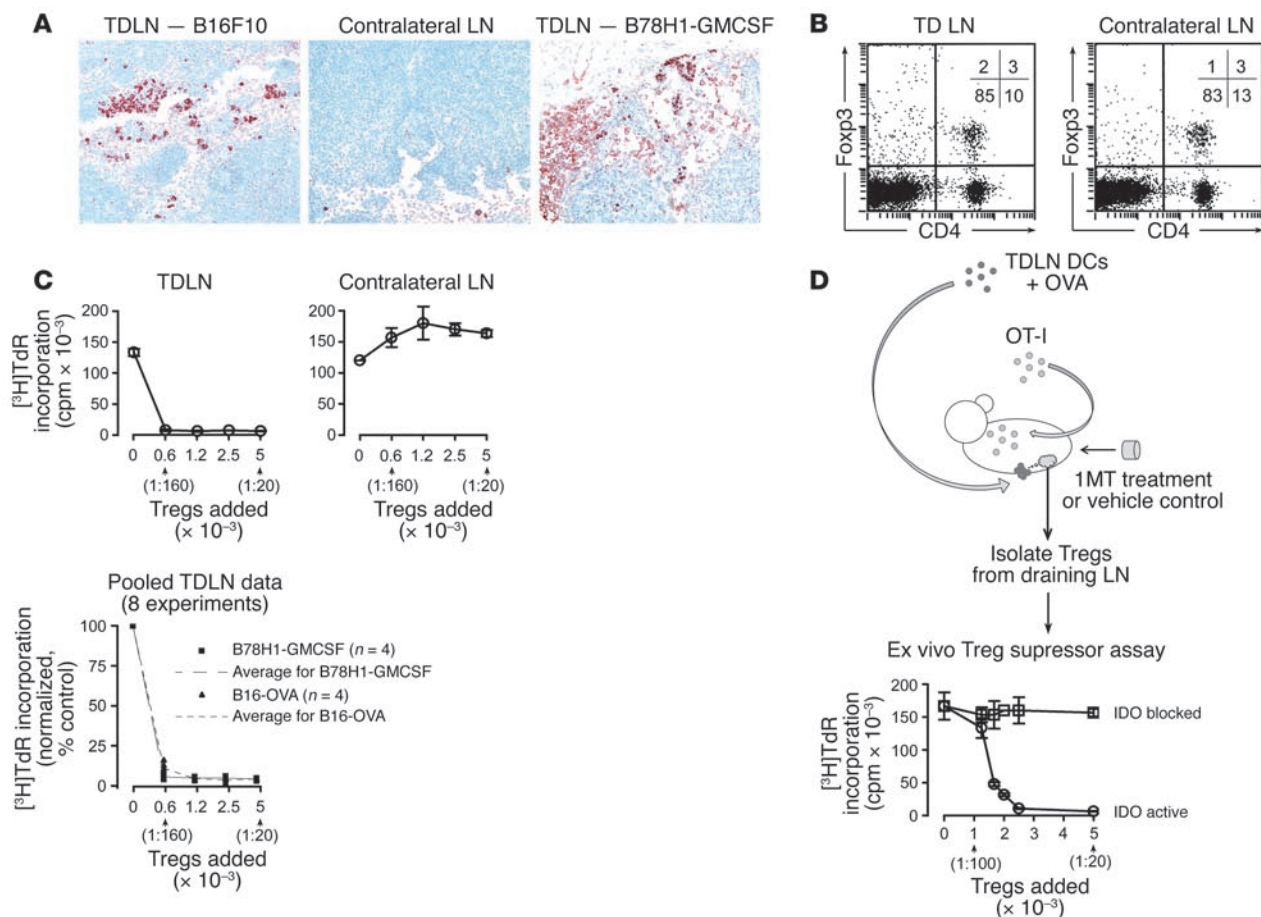 A
TDLN — B16F10
Contralateral LN
TDLN — B78H1-GMCSF
B
TD LN
Contralateral LN
Foxp3
2 3
85 10
CD4
Foxp3
1 3
83 13
CD4
C
TDLN
[³H]TdR
incorporation
(cpm × 10⁻³)
200
150
100
50
0
0 0.6 1.2 2.5 5
(1:160) (1:20)
Tregs added
(× 10⁻³)
Contralateral LN
200
150
100
50
0
0 0.6 1.2 2.5 5
(1:160) (1:20)
Tregs added
(× 10⁻³)
Pooled TDLN data
(8 experiments)
[³H]TdR incorporation
(normalized,
% control)
100
75
50
25
0
B78H1-GMCSF (n = 4)
Average for B78H1-GMCSF
B16-OVA (n = 4)
Average for B16-OVA
0 0.6 1.2 2.5 5
(1:160) (1:20)
Tregs added
(× 10⁻³)
D
TDLN DCs
+ OVA
OT-I
1MT treatment
or vehicle control
Isolate Tregs
from draining LN
Ex vivo Treg supressor assay
[³H]TdR
incorporation
(cpm × 10⁻³)
200
150
100
50
0
IDO blocked
IDO active
0 1 2 3 4 5
(1:100) (1:20)
Tregs added
(× 10⁻³)